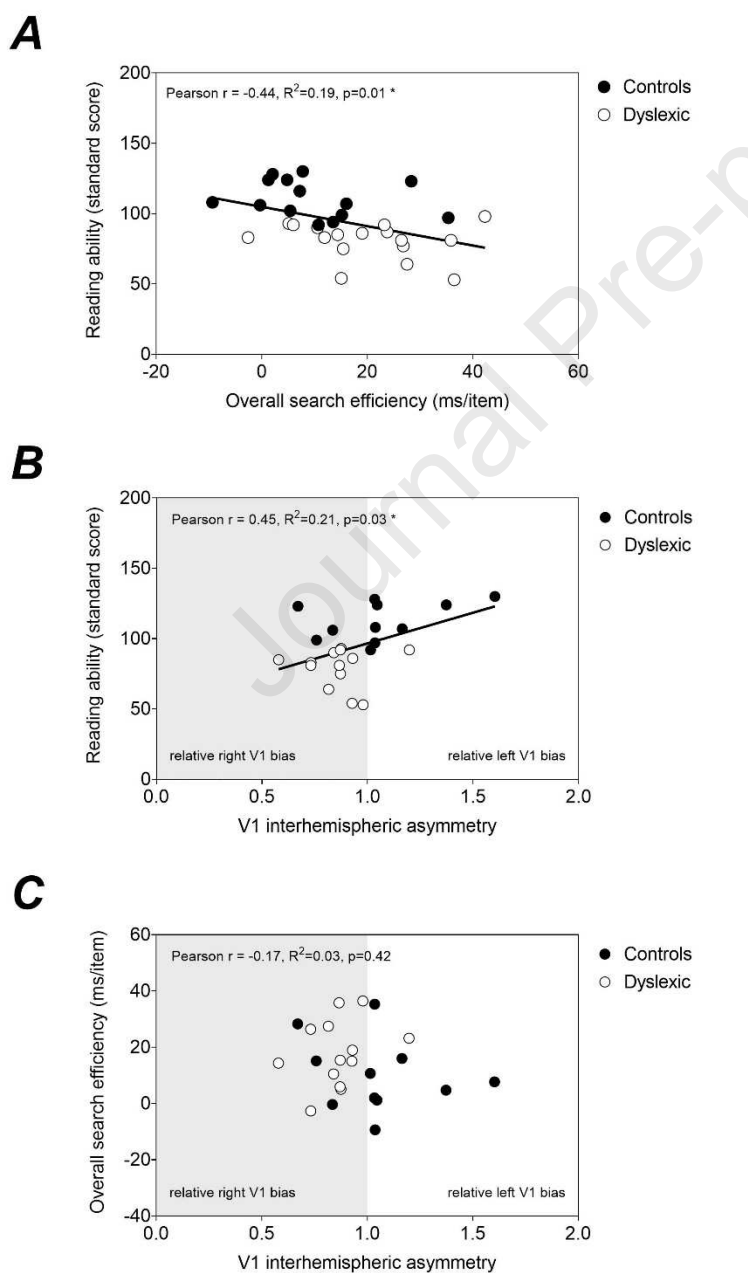 A
200
150
100
50
0
Reading ability (standard score)
Pearson r = -0.44, R²=0.19, p=0.01 *
Controls
Dyslexic
-20 0 20 40 60
Overall search efficiency (ms/item)
Journal Pre-p
B
200
150
100
50
0
Reading ability (standard score)
Pearson r = 0.45, R²=0.21, p=0.03 *
Controls
Dyslexic
relative right V1 bias
relative left V1 bias
0.0 0.5 1.0 1.5 2.0
V1 interhemispheric asymmetry
C
60
40
20
0
-20
-40
Overall search efficiency (ms/item)
Pearson r = -0.17, R²=0.03, p=0.42
Controls
Dyslexic
relative right V1 bias
relative left V1 bias
0.0 0.5 1.0 1.5 2.0
V1 interhemispheric asymmetry